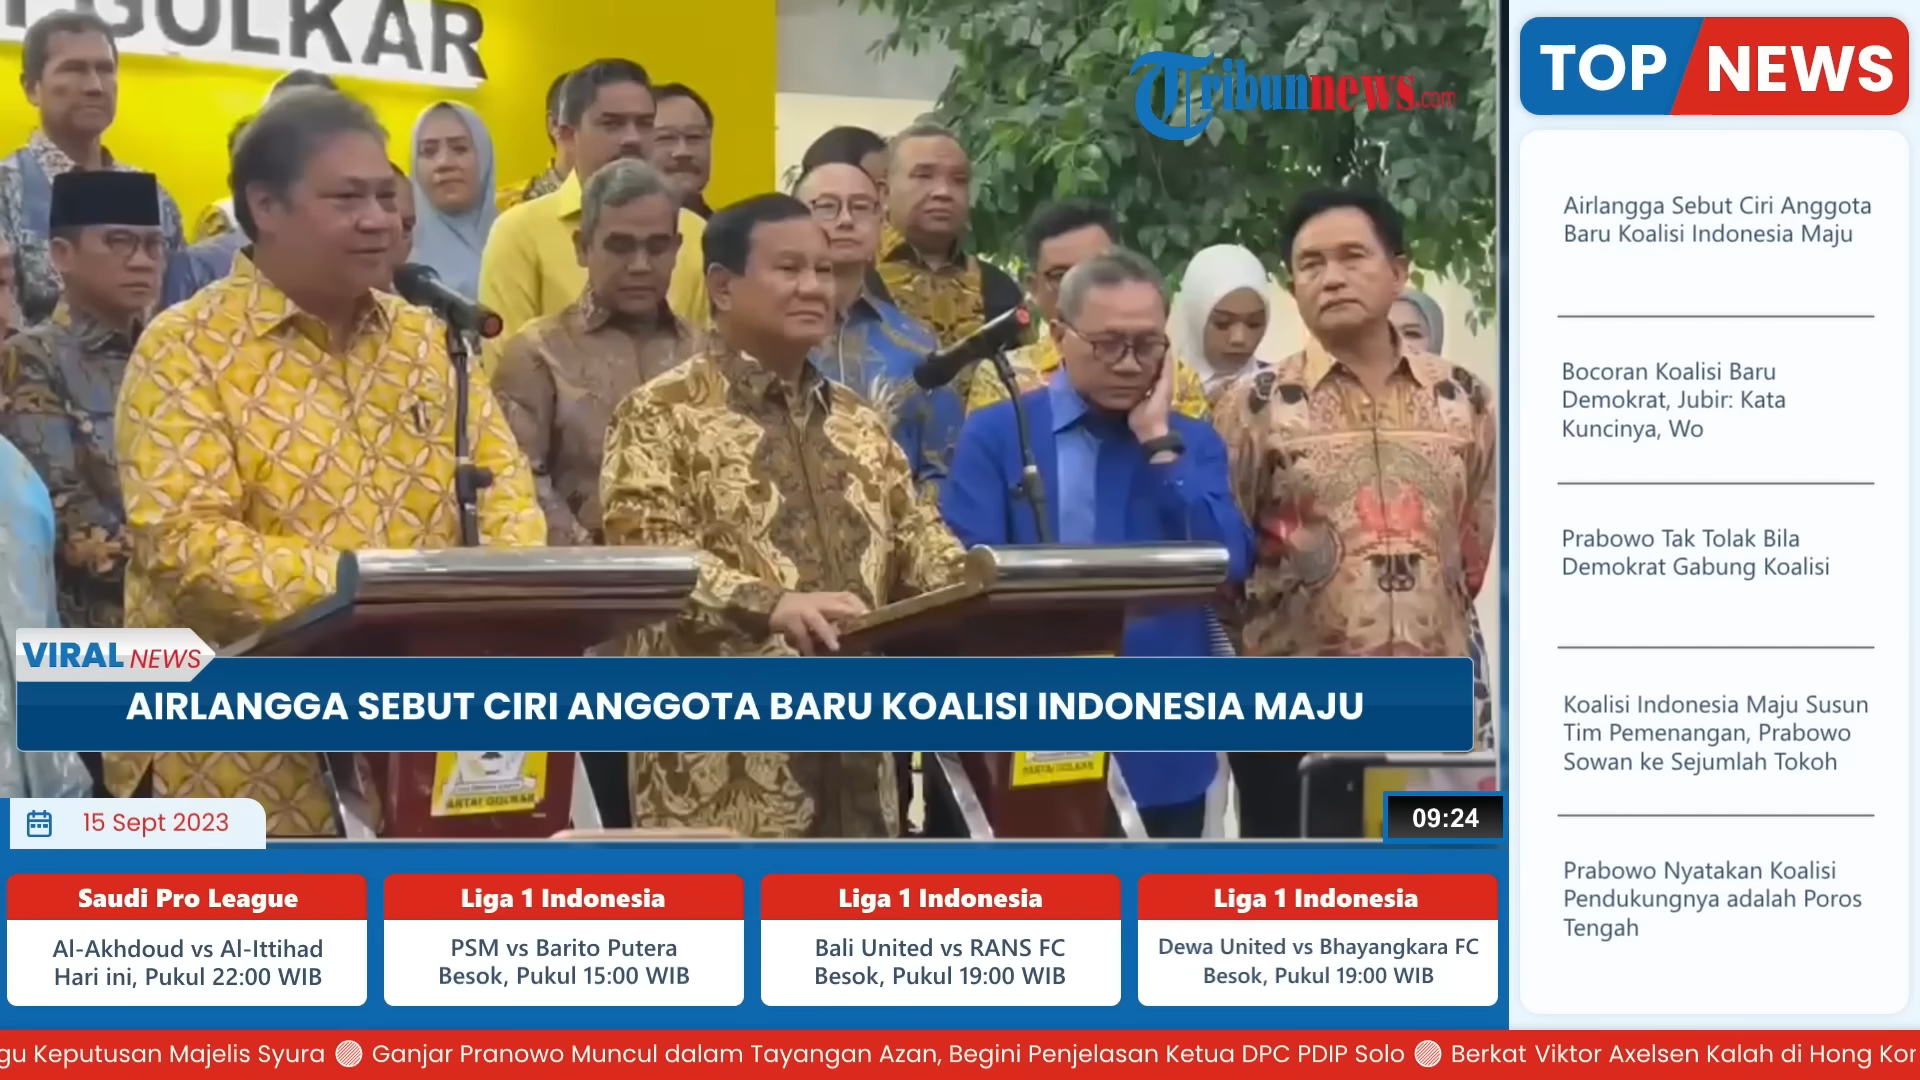 GOLKAR
Tribunnews.com
TOP NEWS
Airlangga Sebut Ciri Anggota
Baru Koalisi Indonesia Maju
Bocoran Koalisi Baru
Demokrat, Jubir: Kata
Kuncinya, Wo
Prabowo Tak Tolak Bila
Demokrat Gabung Koalisi
Koalisi Indonesia Maju Susun
Tim Pemenangan, Prabowo
Sowan ke Sejumlah Tokoh
Prabowo Nyatakan Koalisi
Pendukungnya adalah Poros
Tengah
VIRAL NEWS
AIRLANGGA SEBUT CIRI ANGGOTA BARU KOALISI INDONESIA MAJU
PARTAI GOLKAR
15 Sept 2023
09:24
Saudi Pro League
Al-Akhdoud vs Al-Ittihad
Hari ini, Pukul 22:00 WIB
Liga 1 Indonesia
PSM vs Barito Putera
Besok, Pukul 15:00 WIB
Liga 1 Indonesia
Bali United vs RANS FC
Besok, Pukul 19:00 WIB
Liga 1 Indonesia
Dewa United vs Bhayangkara FC
Besok, Pukul 19:00 WIB
gu Keputusan Majelis Syura Ganjar Pranowo Muncul dalam Tayangan Azan, Begini Penjelasan Ketua DPC PDIP Solo Berkat Viktor Axelsen Kalah di Hong Kon